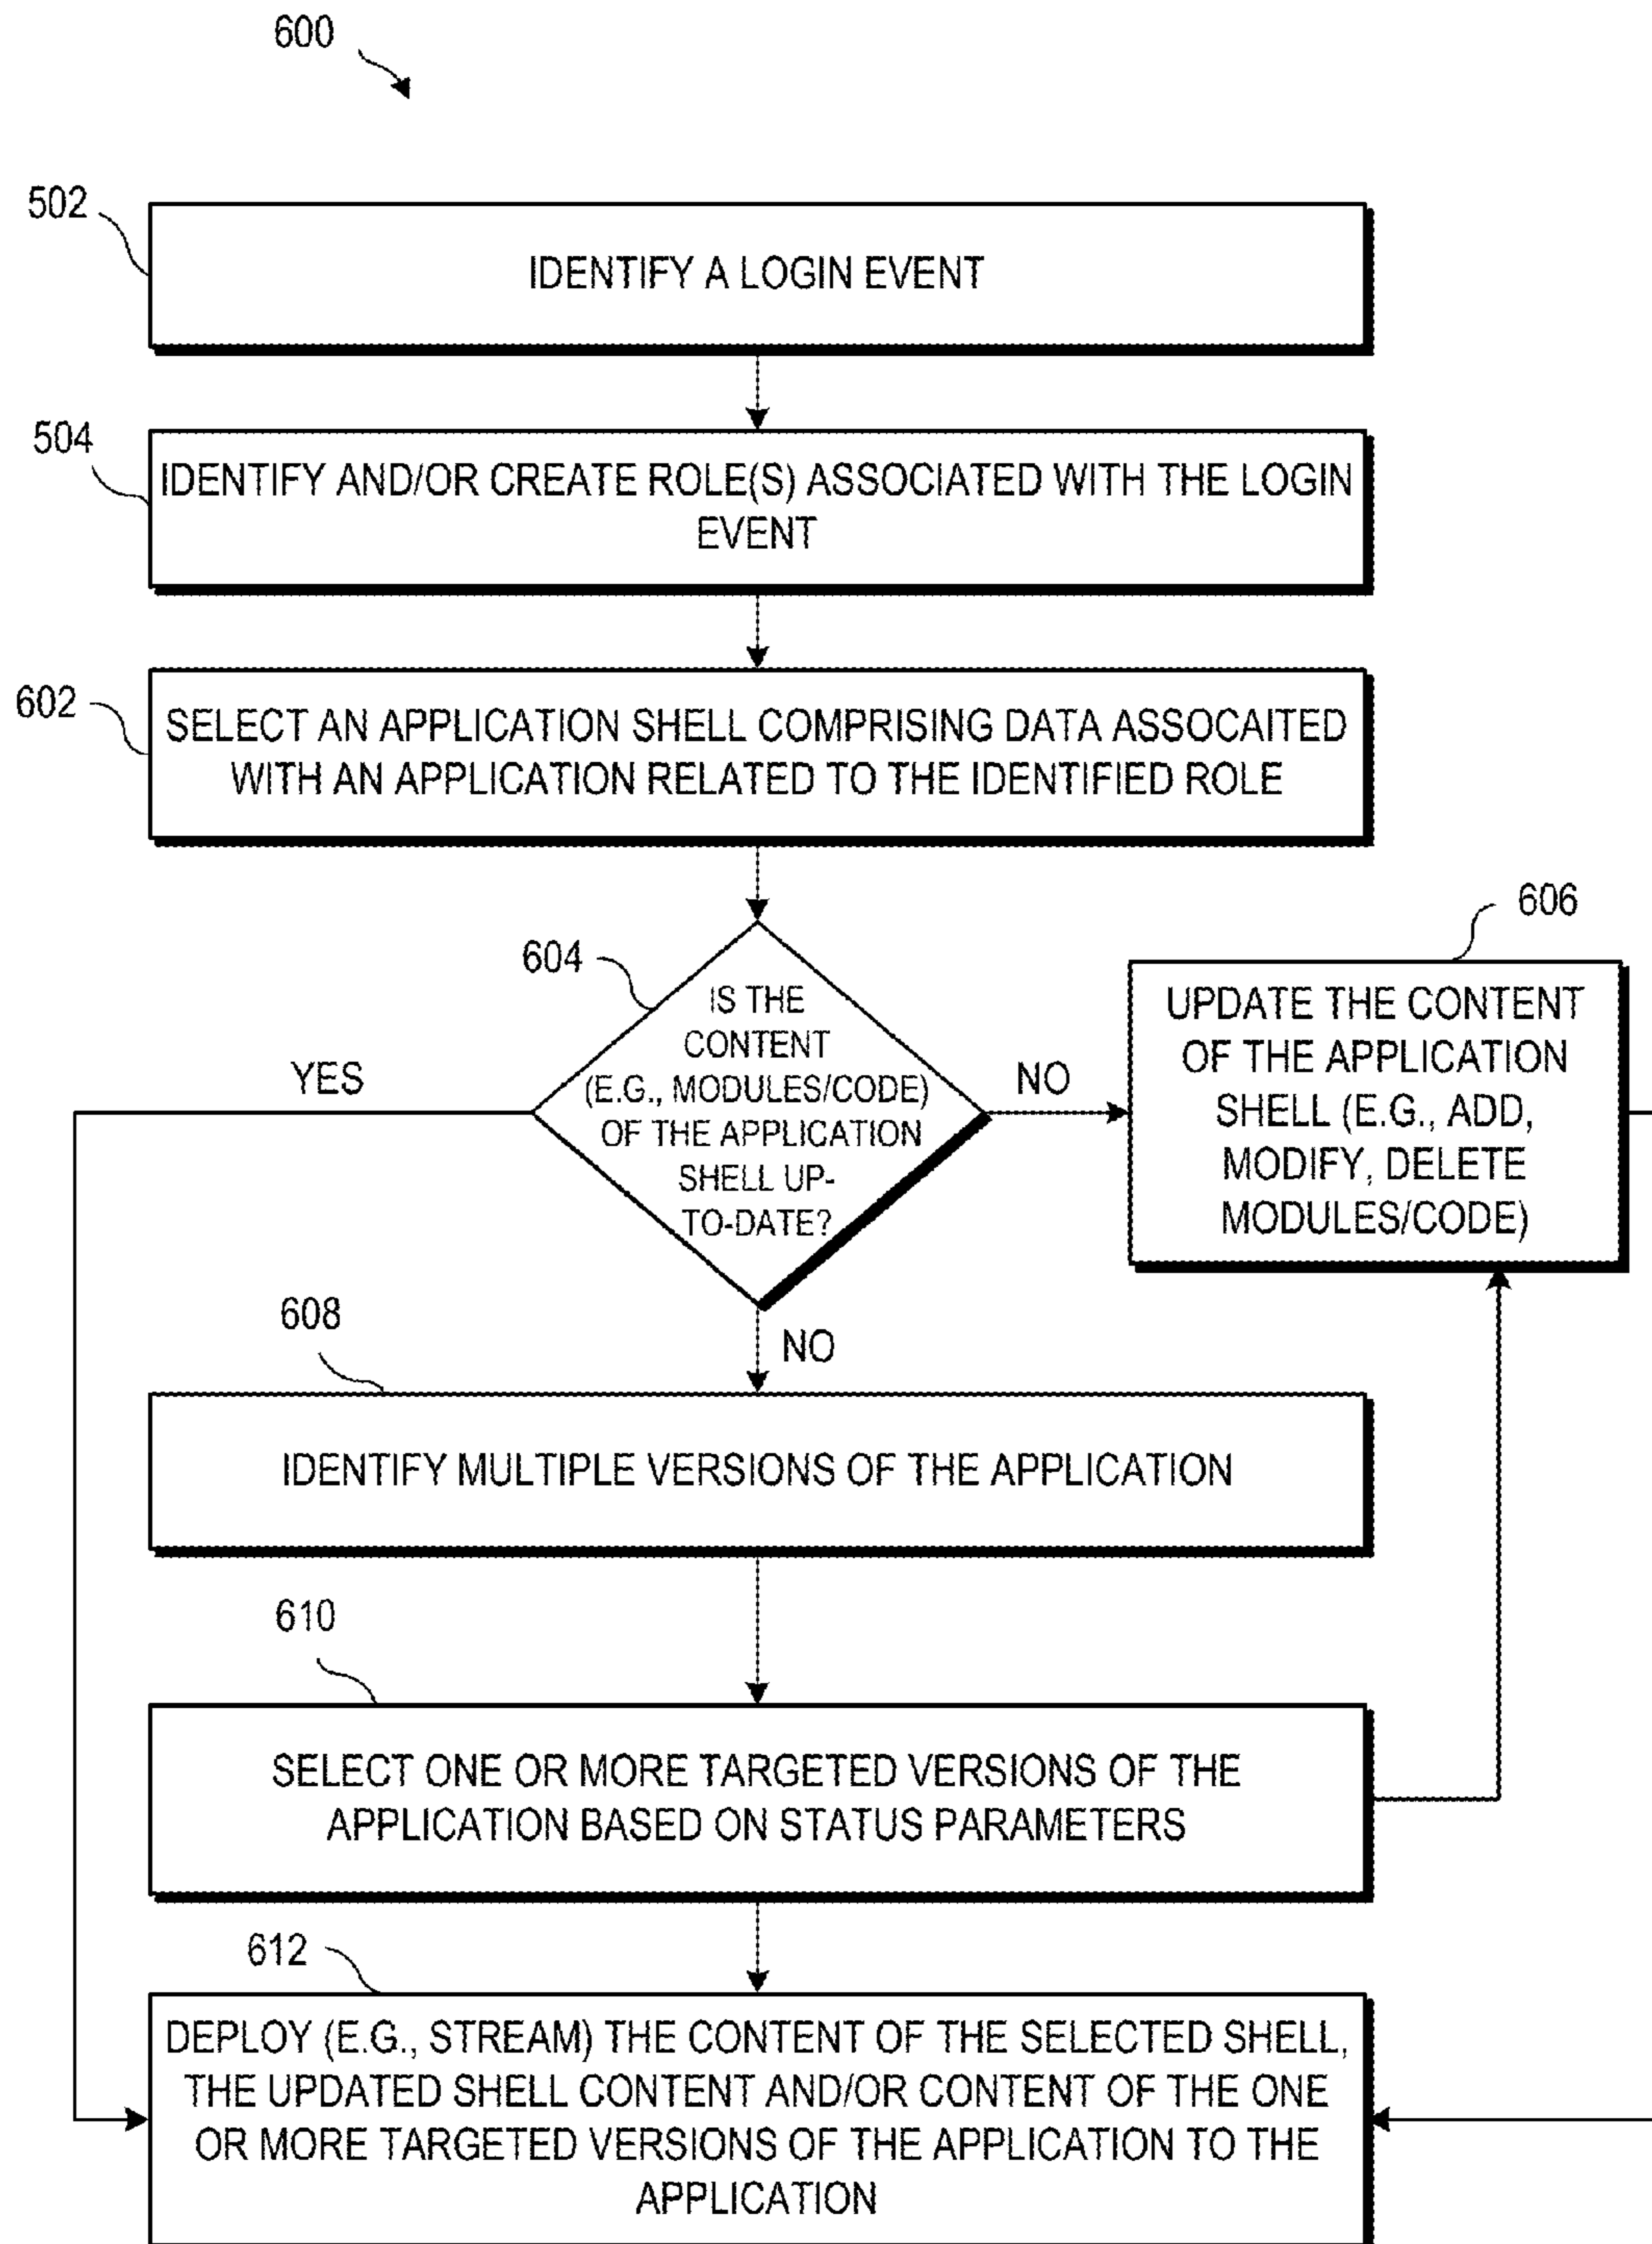 600
502
IDENTIFY A LOGIN EVENT
504
IDENTIFY AND/OR CREATE ROLE(S) ASSOCIATED WITH THE LOGIN
EVENT
602
SELECT AN APPLICATION SHELL COMPRISING DATA ASSOCAITED
WITH AN APPLICATION RELATED TO THE IDENTIFIED ROLE
604
IS THE
CONTENT
(E.G., MODULES/CODE)
OF THE APPLICATION
SHELL UP-
TO-DATE?
YES
NO
606
UPDATE THE CONTENT
OF THE APPLICATION
SHELL (E.G., ADD,
MODIFY, DELETE
MODULES/CODE)
NO
608
IDENTIFY MULTIPLE VERSIONS OF THE APPLICATION
610
SELECT ONE OR MORE TARGETED VERSIONS OF THE
APPLICATION BASED ON STATUS PARAMETERS
612
DEPLOY (E.G., STREAM) THE CONTENT OF THE SELECTED SHELL,
THE UPDATED SHELL CONTENT AND/OR CONTENT OF THE ONE
OR MORE TARGETED VERSIONS OF THE APPLICATION TO THE
APPLICATION